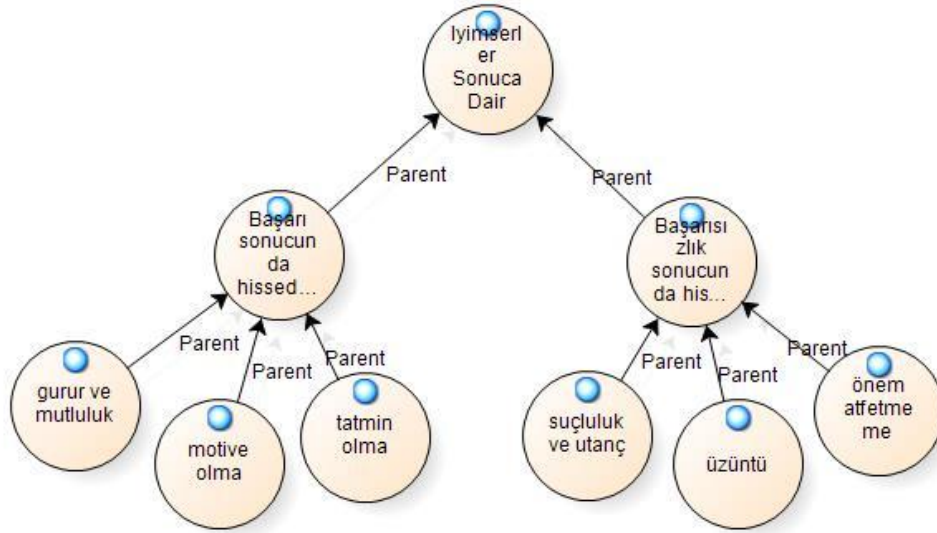 Iyimserl
er
Sonuca
Dair
Parent
Parent
Başarı
sonucun
da
hissed...
Başarısı
zlık
sonucun
da his...
Parent
Parent
Parent
Parent
Parent
Parent
gurur ve
mutluluk
motive
olma
tatmin
olma
suçluluk
ve utanç
üzüntü
önem
atfetme
me